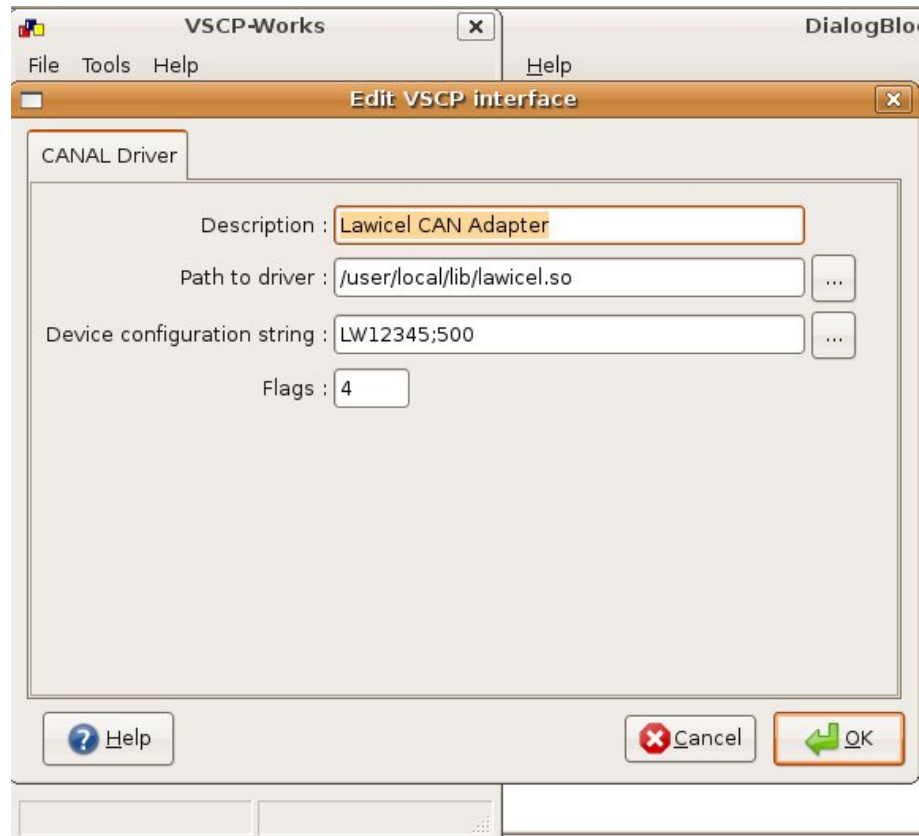 VSCP-Works
DialogBlo
File Tools Help
Help
Edit VSCP interface
CANAL Driver
Description : Lawicel CAN Adapter
Path to driver : /user/local/lib/lawicel.so ...
Device configuration string : LW12345;500 ...
Flags : 4
Help
Cancel
OK